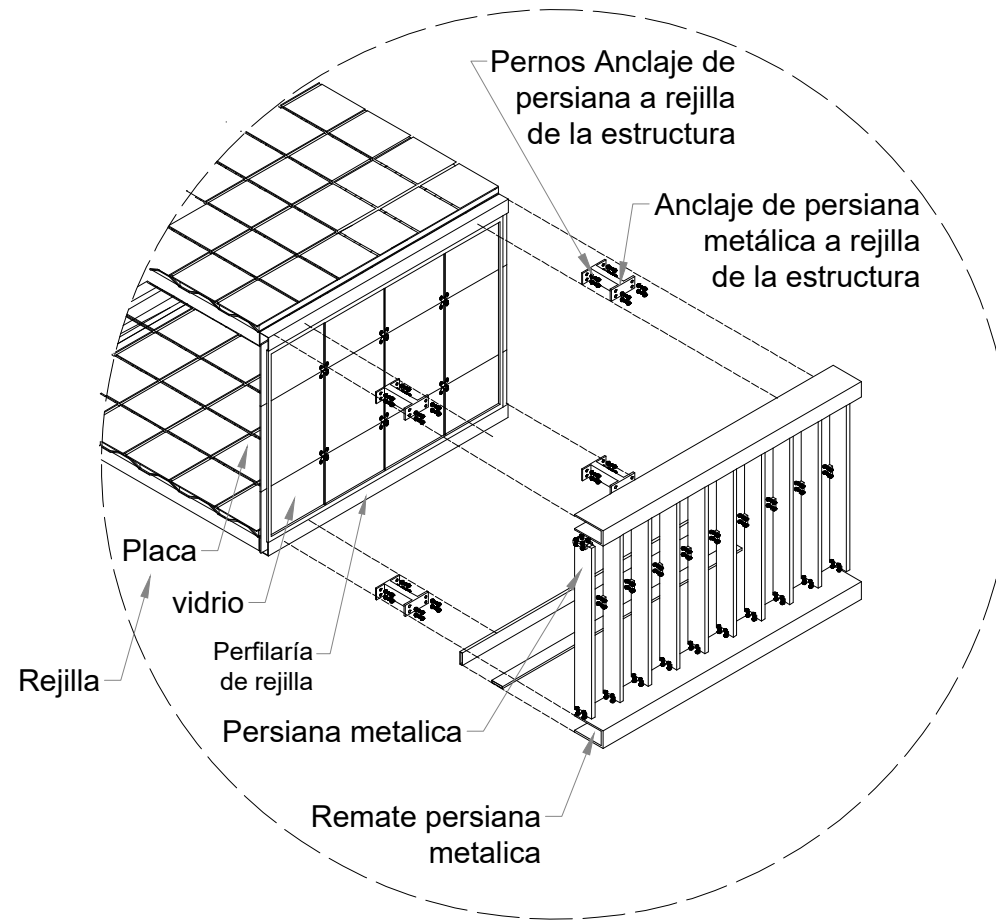 Pernos Anclaje de
persiana a rejilla
de la estructura
Anclaje de persiana
metálica a rejilla
de la estructura
Placa
vidrio
Perfilaría
de rejilla
Rejilla
Persiana metalica
Remate persiana
metalica